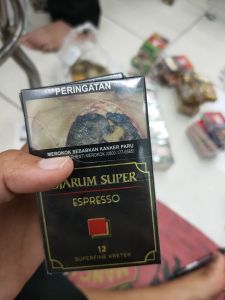 PERINGATAN
MEROKOK SEBABKAN KANKER PARU
DJARUM SUPER
ESPRESSO
12
SUPERFINE KRETEK